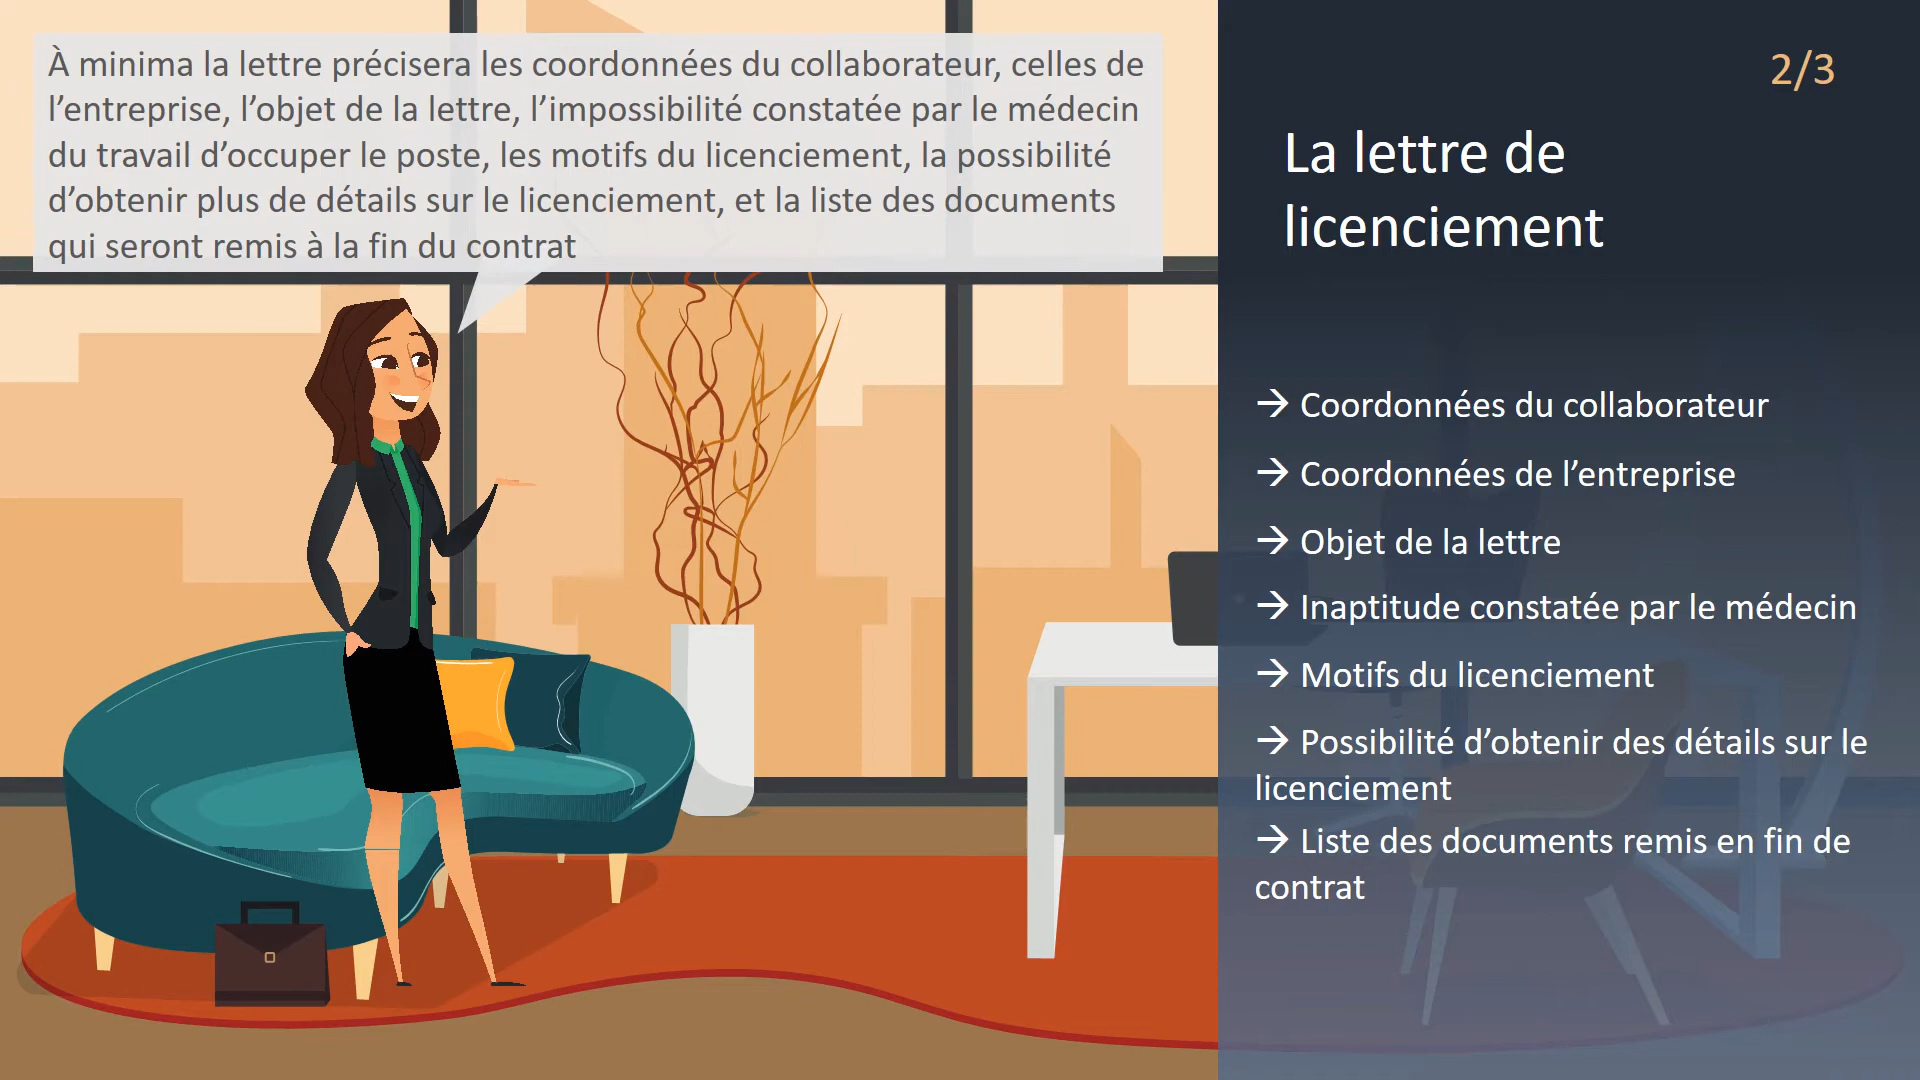 À minima la lettre précisera les coordonnées du collaborateur, celles de
l’entreprise, l’objet de la lettre, l’impossibilité constatée par le médecin
du travail d’occuper le poste, les motifs du licenciement, la possibilité
d’obtenir plus de détails sur le licenciement, et la liste des documents
qui seront remis à la fin du contrat
2/3
La lettre de
licenciement
→ Coordonnées du collaborateur
→ Coordonnées de l’entreprise
→ Objet de la lettre
→ Inaptitude constatée par le médecin
→ Motifs du licenciement
→ Possibilité d’obtenir des détails sur le
licenciement
→ Liste des documents remis en fin de
contrat